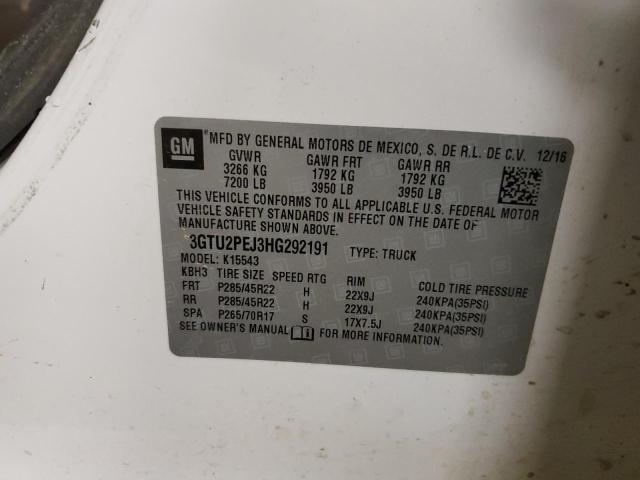 GM
*MFD BY GENERAL MOTORS DE MEXICO, S. DE R.L. DE C.V. 12/16
GVWR GAWR FRT GAWR RR
3266 KG 1792 KG 1792 KG
7200 LB 3950 LB 3950 LB
THIS VEHICLE CONFORMS TO ALL APPLICABLE U.S. FEDERAL MOTOR
VEHICLE SAFETY STANDARDS IN EFFECT ON THE DATE OF
MANUFACTURE SHOWN ABOVE.
*3GTU2PEJ3HG292191 TYPE: TRUCK
MODEL: K15543
KBH3 TIRE SIZE SPEED RTG RIM COLD TIRE PRESSURE
FRT P285/45R22 H 22X9J 240KPA(35PSI)
RR P285/45R22 H 22X9J 240KPA(35PSI)
SPA P265/70R17 S 17X7.5J 240KPA(35PSI)
SEE OWNER'S MANUAL FOR MORE INFORMATION.